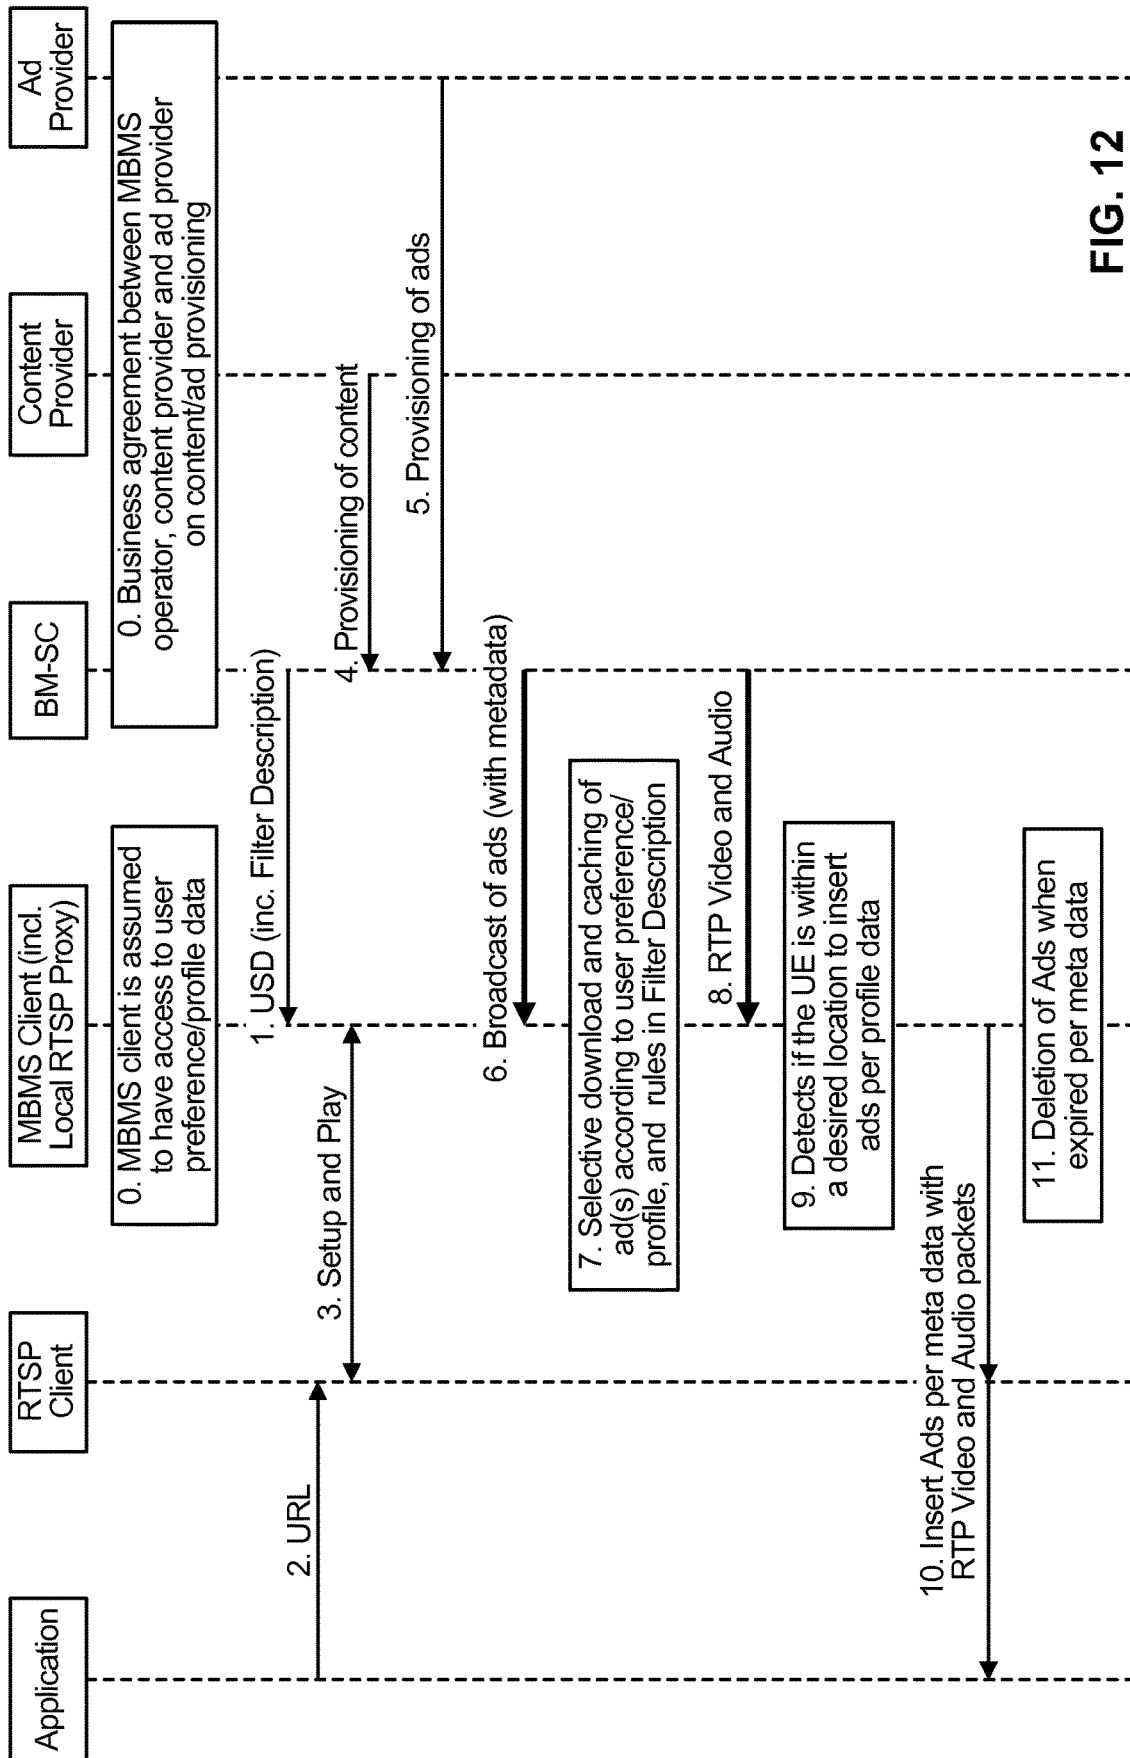 Application
RTSP
Client
MBMS Client (incl.
Local RTSP Proxy)
BM-SC
Content
Provider
Ad
Provider
0. MBMS client is assumed
to have access to user
preference/profile data
0. Business agreement between MBMS
operator, content provider and ad provider
on content/ad provisioning
1. USD (inc. Filter Description)
2. URL
3. Setup and Play
4. Provisioning of content
5. Provisioning of ads
6. Broadcast of ads (with metadata)
7. Selective download and caching of
ad(s) according to user preference/
profile, and rules in Filter Description
8. RTP Video and Audio
9. Detects if the UE is within
a desired location to insert
ads per profile data
10. Insert Ads per meta data with
RTP Video and Audio packets
11. Deletion of Ads when
expired per meta data
FIG. 12